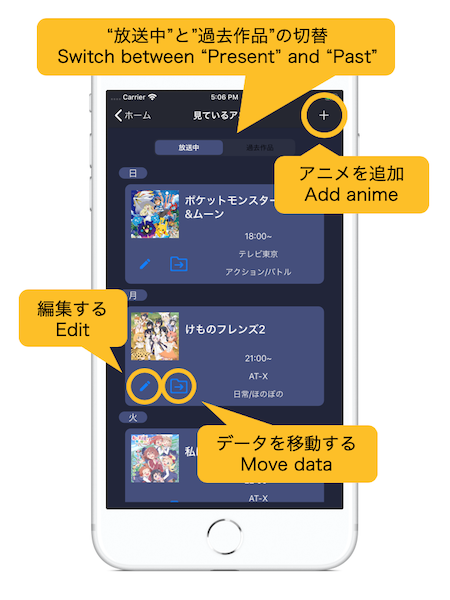 “放送中”と”過去作品”の切替
Switch between “Present” and “Past”
Carrier
5:06 PM
ホーム
見ているア
放送中
過去作品
アニメを追加
Add anime
日
ポケットモンスター
&ムーン
18:00~
テレビ東京
アクション/バトル
編集する
Edit
月
けものフレンズ2
21:00~
AT-X
日常/ほのぼの
火
データを移動する
Move data
AT-X